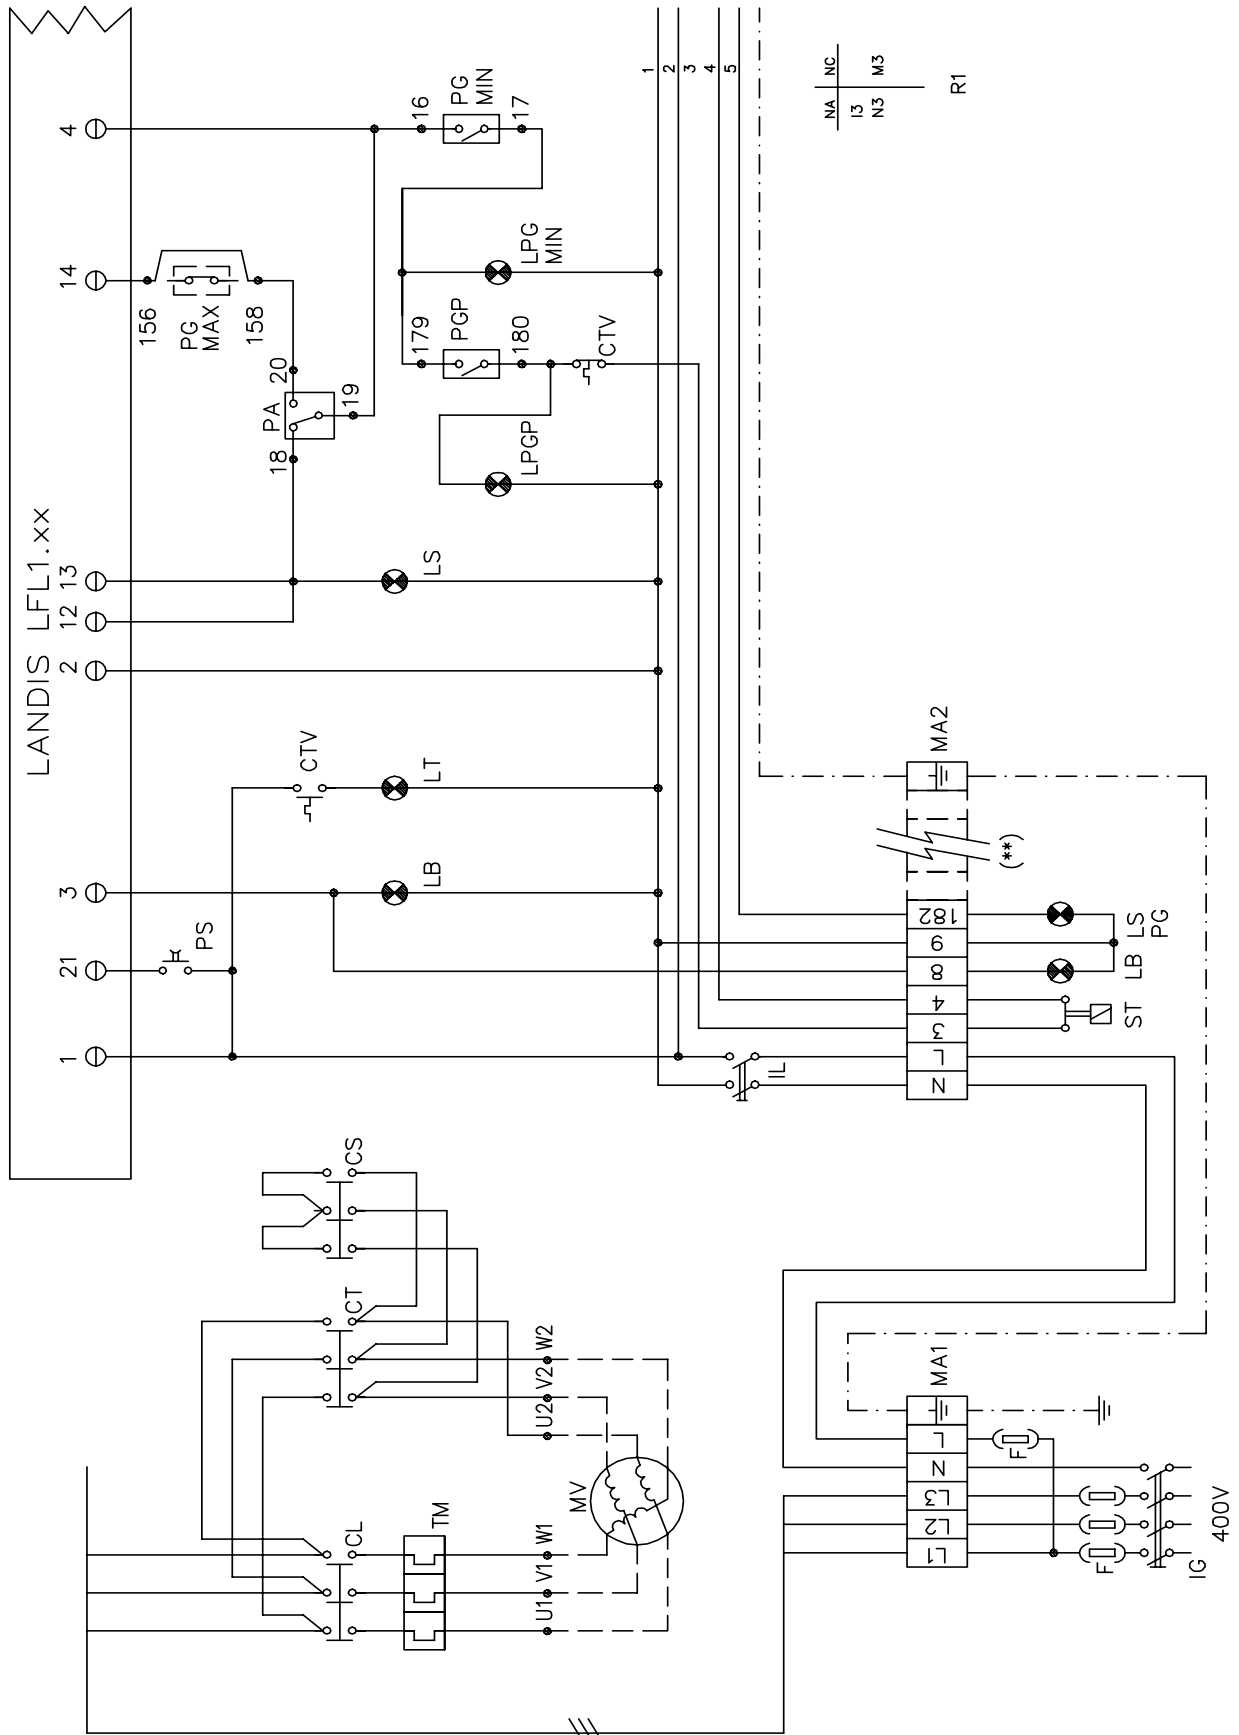 LANDIS LFL1.xx
1
21
3
2
12
13
14
4
PS
CTV
LT
LB
LS
PA
18
19
20
156
PG
MAX
158
16
PG
MIN
17
LPG
MIN
179
PGP
180
CTV
LPGP
1
2
3
4
5
NA
NC
I3
N3
M3
R1
CS
CT
CL
TM
U1
V1
W1
U2
V2
W2
MV
IL
MA2
N
L
3
4
8
9
182
(**)
ST
LB
LS
PG
MA1
L1
L2
L3
N
L
F
F
IG
400V